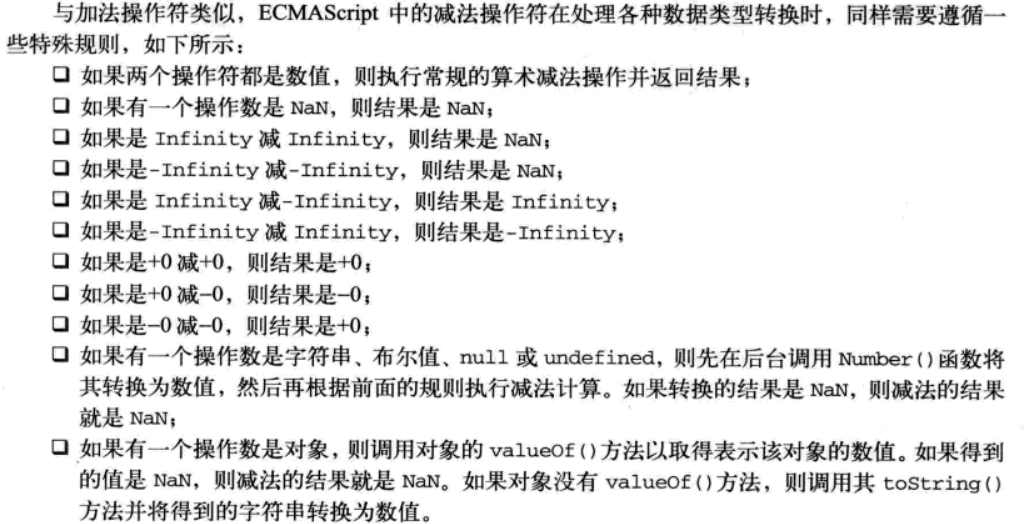 与加法操作符类似，ECMAScript 中的减法操作符在处理各种数据类型转换时，同样需要遵循一
些特殊规则，如下所示：
❑ 如果两个操作符都是数值，则执行常规的算术减法操作并返回结果；
❑ 如果有一个操作数是 NaN，则结果是 NaN；
❑ 如果是 Infinity 减 Infinity，则结果是 NaN；
❑ 如果是-Infinity 减-Infinity，则结果是 NaN；
❑ 如果是 Infinity 减-Infinity，则结果是 Infinity；
❑ 如果是-Infinity 减 Infinity，则结果是-Infinity；
❑ 如果是+0 减+0，则结果是+0；
❑ 如果是+0 减−0，则结果是−0；
❑ 如果是−0 减−0，则结果是+0；
❑ 如果有一个操作数是字符串、布尔值、null 或 undefined，则先在后台调用 Number()函数将
其转换为数值，然后再根据前面的规则执行减法计算。如果转换的结果是 NaN，则减法的结果
就是 NaN；
❑ 如果有一个操作数是对象，则调用对象的 valueOf()方法以取得表示该对象的数值。如果得到
的值是 NaN，则减法的结果就是 NaN。如果对象没有 valueOf()方法，则调用其 toString()
方法并将得到的字符串转换为数值。